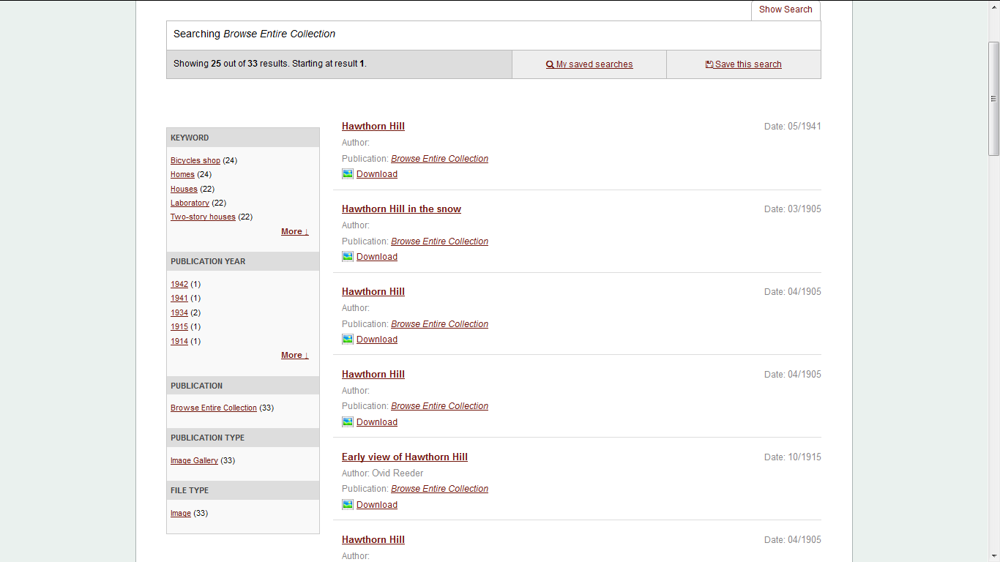 Show Search
Searching Browse Entire Collection
Showing 25 out of 33 results. Starting at result 1.
My saved searches
Save this search
KEYWORD
Bicycles shop (24)
Homes (24)
Houses (22)
Laboratory (22)
Two-story houses (22)
More ↓
PUBLICATION YEAR
1942 (1)
1941 (1)
1934 (2)
1915 (1)
1914 (1)
More ↓
PUBLICATION
Browse Entire Collection (33)
PUBLICATION TYPE
Image Gallery (33)
FILE TYPE
Image (33)
Hawthorn Hill
Date: 05/1941
Author:
Publication: Browse Entire Collection
Download
Hawthorn Hill in the snow
Date: 03/1905
Author:
Publication: Browse Entire Collection
Download
Hawthorn Hill
Date: 04/1905
Author:
Publication: Browse Entire Collection
Download
Hawthorn Hill
Date: 04/1905
Author:
Publication: Browse Entire Collection
Download
Early view of Hawthorn Hill
Date: 10/1915
Author: Ovid Reeder
Publication: Browse Entire Collection
Download
Hawthorn Hill
Date: 04/1905
Author: